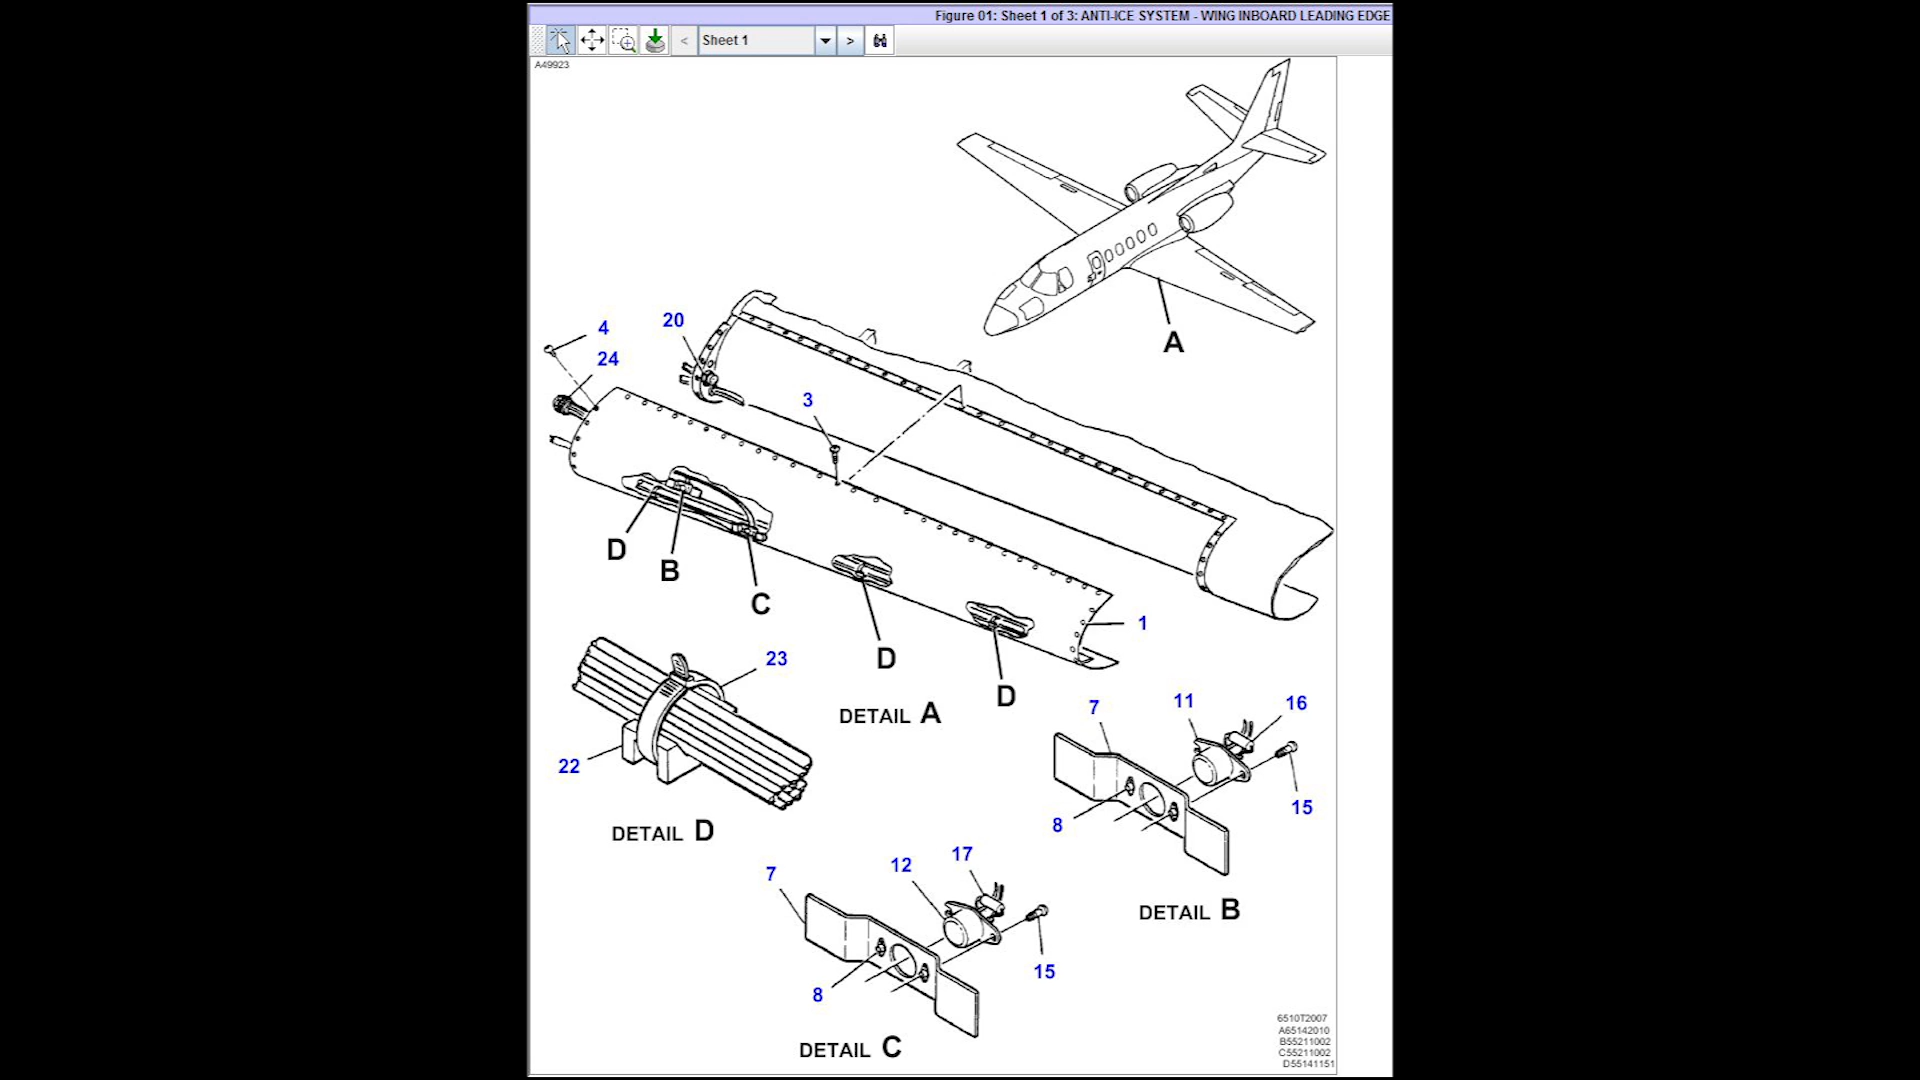 Figure 01: Sheet 1 of 3: ANTI-ICE SYSTEM - WING INBOARD LEADING EDGE
< Sheet 1 >
A49923
A
4
20
24
3
D
B
C
1
D
D
DETAIL A
23
22
DETAIL D
7
11
16
8
15
DETAIL B
7
12
17
8
15
DETAIL C
6510T2007
A65142010
B55211002
C55211002
D55141151